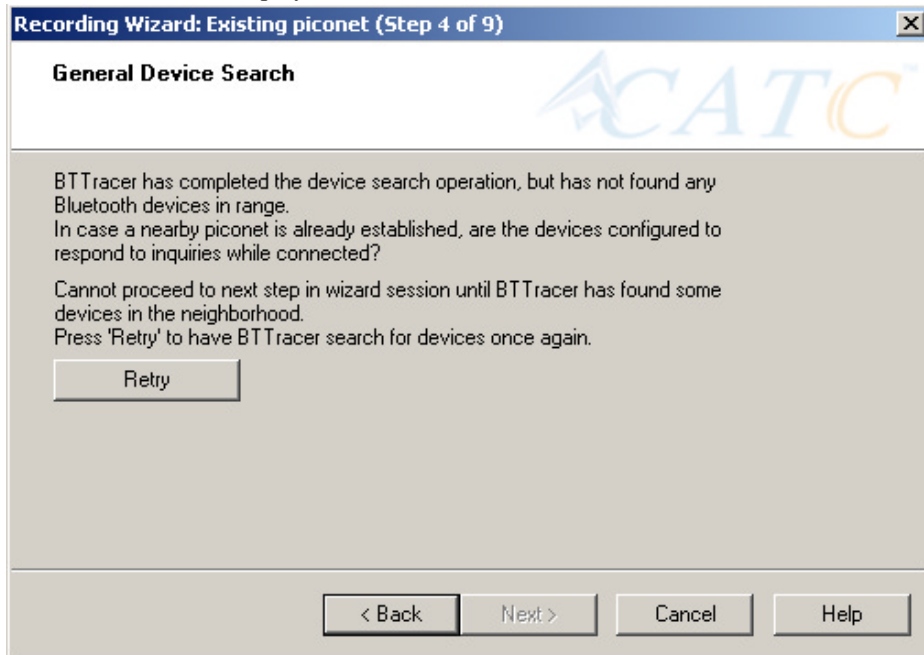 Recording Wizard: Existing piconet (Step 4 of 9)
General Device Search
CATC
BTTracer has completed the device search operation, but has not found any
Bluetooth devices in range.
In case a nearby piconet is already established, are the devices configured to
respond to inquiries while connected?
Cannot proceed to next step in wizard session until BTTracer has found some
devices in the neighborhood.
Press 'Retry' to have BTTracer search for devices once again.
Retry
< Back Next > Cancel Help